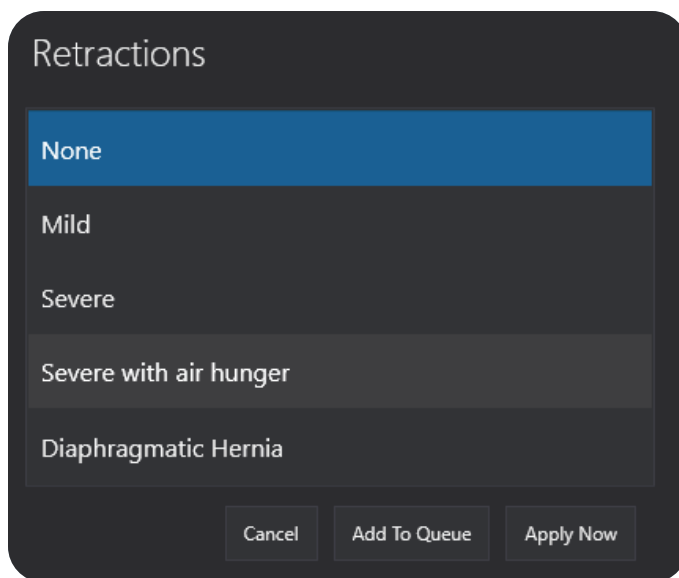 Retractions
None
Mild
Severe
Severe with air hunger
Diaphragmatic Hernia
Cancel Add To Queue Apply Now